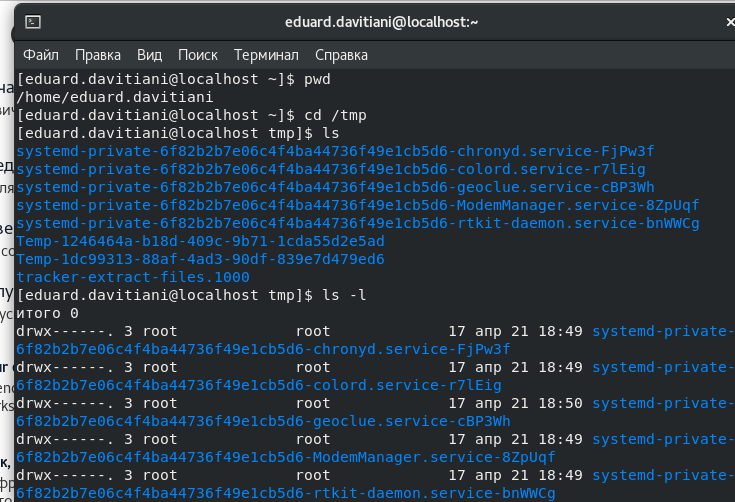 eduard.davitiani@localhost:~
Файл Правка Вид Поиск Терминал Справка
[eduard.davitiani@localhost ~]$ pwd
/home/eduard.davitiani
[eduard.davitiani@localhost ~]$ cd /tmp
[eduard.davitiani@localhost tmp]$ ls
systemd-private-6f82b2b7e06c4f4ba44736f49e1cb5d6-chronyd.service-FjPw3f
systemd-private-6f82b2b7e06c4f4ba44736f49e1cb5d6-colord.service-r7lEig
systemd-private-6f82b2b7e06c4f4ba44736f49e1cb5d6-geoclue.service-cBP3Wh
systemd-private-6f82b2b7e06c4f4ba44736f49e1cb5d6-ModemManager.service-8ZpUqf
systemd-private-6f82b2b7e06c4f4ba44736f49e1cb5d6-rtkit-daemon.service-bnWWCg
Temp-1246464a-b18d-409c-9b71-1cda55d2e5ad
Temp-1dc99313-88af-4ad3-90df-839e7d479ed6
tracker-extract-files.1000
[eduard.davitiani@localhost tmp]$ ls -l
итого 0
drwx------. 3 root root 17 апр 21 18:49 systemd-private-
6f82b2b7e06c4f4ba44736f49e1cb5d6-chronyd.service-FjPw3f
drwx------. 3 root root 17 апр 21 18:49 systemd-private-
6f82b2b7e06c4f4ba44736f49e1cb5d6-colord.service-r7lEig
drwx------. 3 root root 17 апр 21 18:50 systemd-private-
6f82b2b7e06c4f4ba44736f49e1cb5d6-geoclue.service-cBP3Wh
drwx------. 3 root root 17 апр 21 18:49 systemd-private-
6f82b2b7e06c4f4ba44736f49e1cb5d6-ModemManager.service-8ZpUqf
drwx------. 3 root root 17 апр 21 18:49 systemd-private-
6f82b2b7e06c4f4ba44736f49e1cb5d6-rtkit-daemon.service-bnWWCg